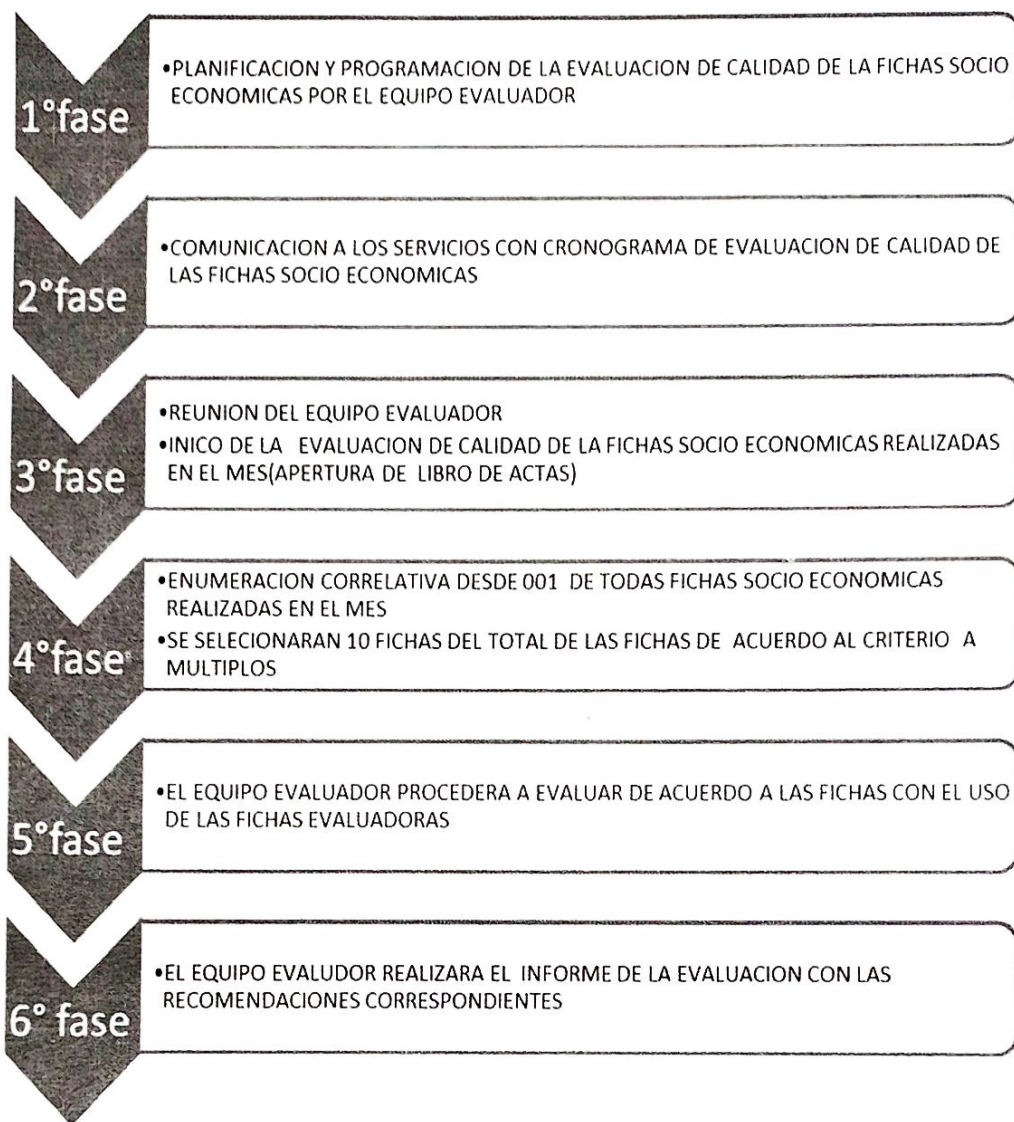 1°fase
•PLANIFICACION Y PROGRAMACION DE LA EVALUACION DE CALIDAD DE LA FICHAS SOCIO
ECONOMICAS POR EL EQUIPO EVALUADOR
2°fase
•COMUNICACION A LOS SERVICIOS CON CRONOGRAMA DE EVALUACION DE CALIDAD DE
LAS FICHAS SOCIO ECONOMICAS
3°fase
•REUNION DEL EQUIPO EVALUADOR
•INICO DE LA EVALUACION DE CALIDAD DE LA FICHAS SOCIO ECONOMICAS REALIZADAS
EN EL MES(APERTURA DE LIBRO DE ACTAS)
4°fase
•ENUMERACION CORRELATIVA DESDE 001 DE TODAS FICHAS SOCIO ECONOMICAS
REALIZADAS EN EL MES
•SE SELECIONARAN 10 FICHAS DEL TOTAL DE LAS FICHAS DE ACUERDO AL CRITERIO A
MULTIPLOS
5°fase
•EL EQUIPO EVALUADOR PROCEDERA A EVALUAR DE ACUERDO A LAS FICHAS CON EL USO
DE LAS FICHAS EVALUADORAS
6° fase
•EL EQUIPO EVALUDOR REALIZARA EL INFORME DE LA EVALUACION CON LAS
RECOMENDACIONES CORRESPONDIENTES